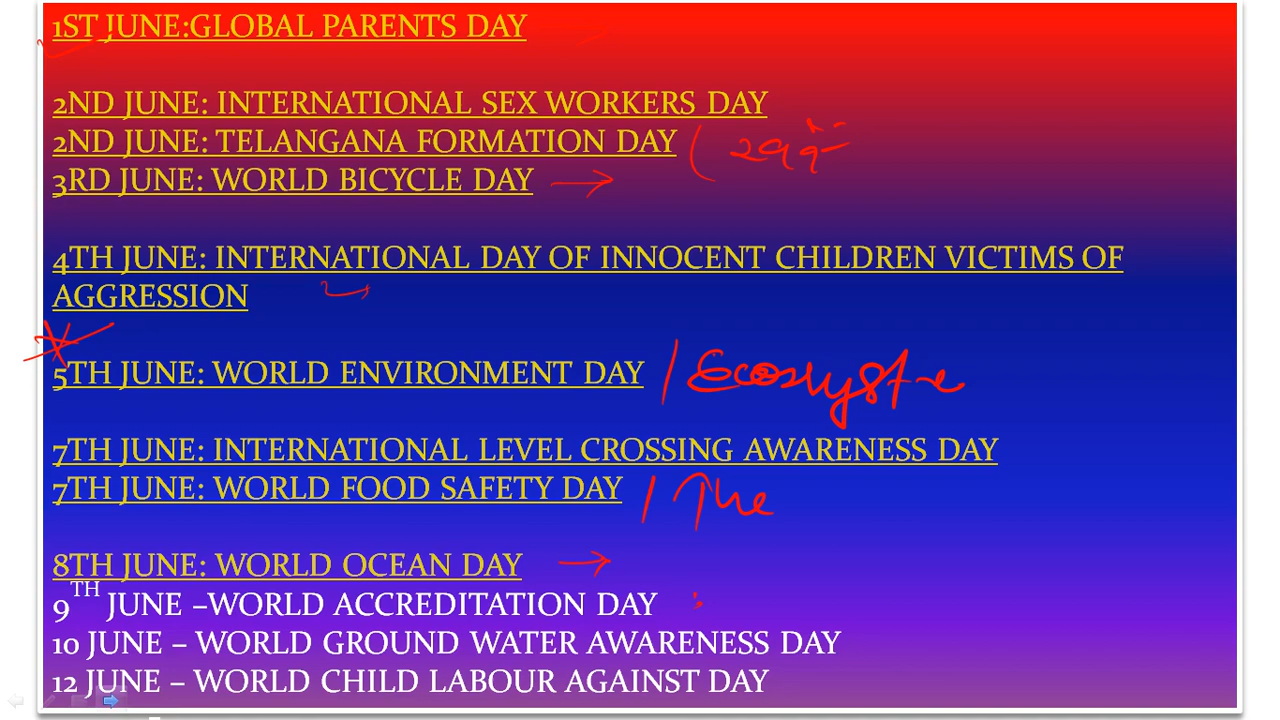 1ST JUNE:GLOBAL PARENTS DAY
2ND JUNE: INTERNATIONAL SEX WORKERS DAY
2ND JUNE: TELANGANA FORMATION DAY
3RD JUNE: WORLD BICYCLE DAY
4TH JUNE: INTERNATIONAL DAY OF INNOCENT CHILDREN VICTIMS OF
AGGRESSION
5TH JUNE: WORLD ENVIRONMENT DAY / Ecosyste
7TH JUNE: INTERNATIONAL LEVEL CROSSING AWARENESS DAY
7TH JUNE: WORLD FOOD SAFETY DAY / The
8TH JUNE: WORLD OCEAN DAY
9TH JUNE –WORLD ACCREDITATION DAY
10 JUNE – WORLD GROUND WATER AWARENESS DAY
12 JUNE – WORLD CHILD LABOUR AGAINST DAY